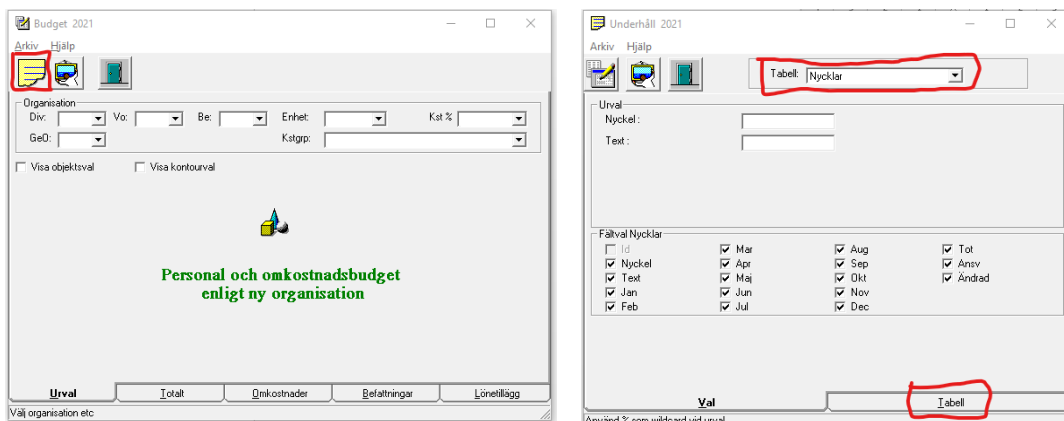 Budget 2021
Arkiv Hjälp
Organisation
Div: Vo: Be: Enhet: Kst %
GeO: Kstgrp:
Visa objektsval Visa kontourval
Personal och omkostnadsbudget
enligt ny organisation
Urval Totalt Omkostnader Befattningar Lönetillägg
Välj organisation etc
Underhåll 2021
Arkiv Hjälp
Tabell: Nycklar
Urval
Nyckel :
Text :
Fältval Nycklar
Id Mar Aug Tot
Nyckel Apr Sep Ansv
Text Maj Okt Ändrad
Jan Jun Nov
Feb Jul Dec
Val Tabell
Använd % som wildcard vid urval